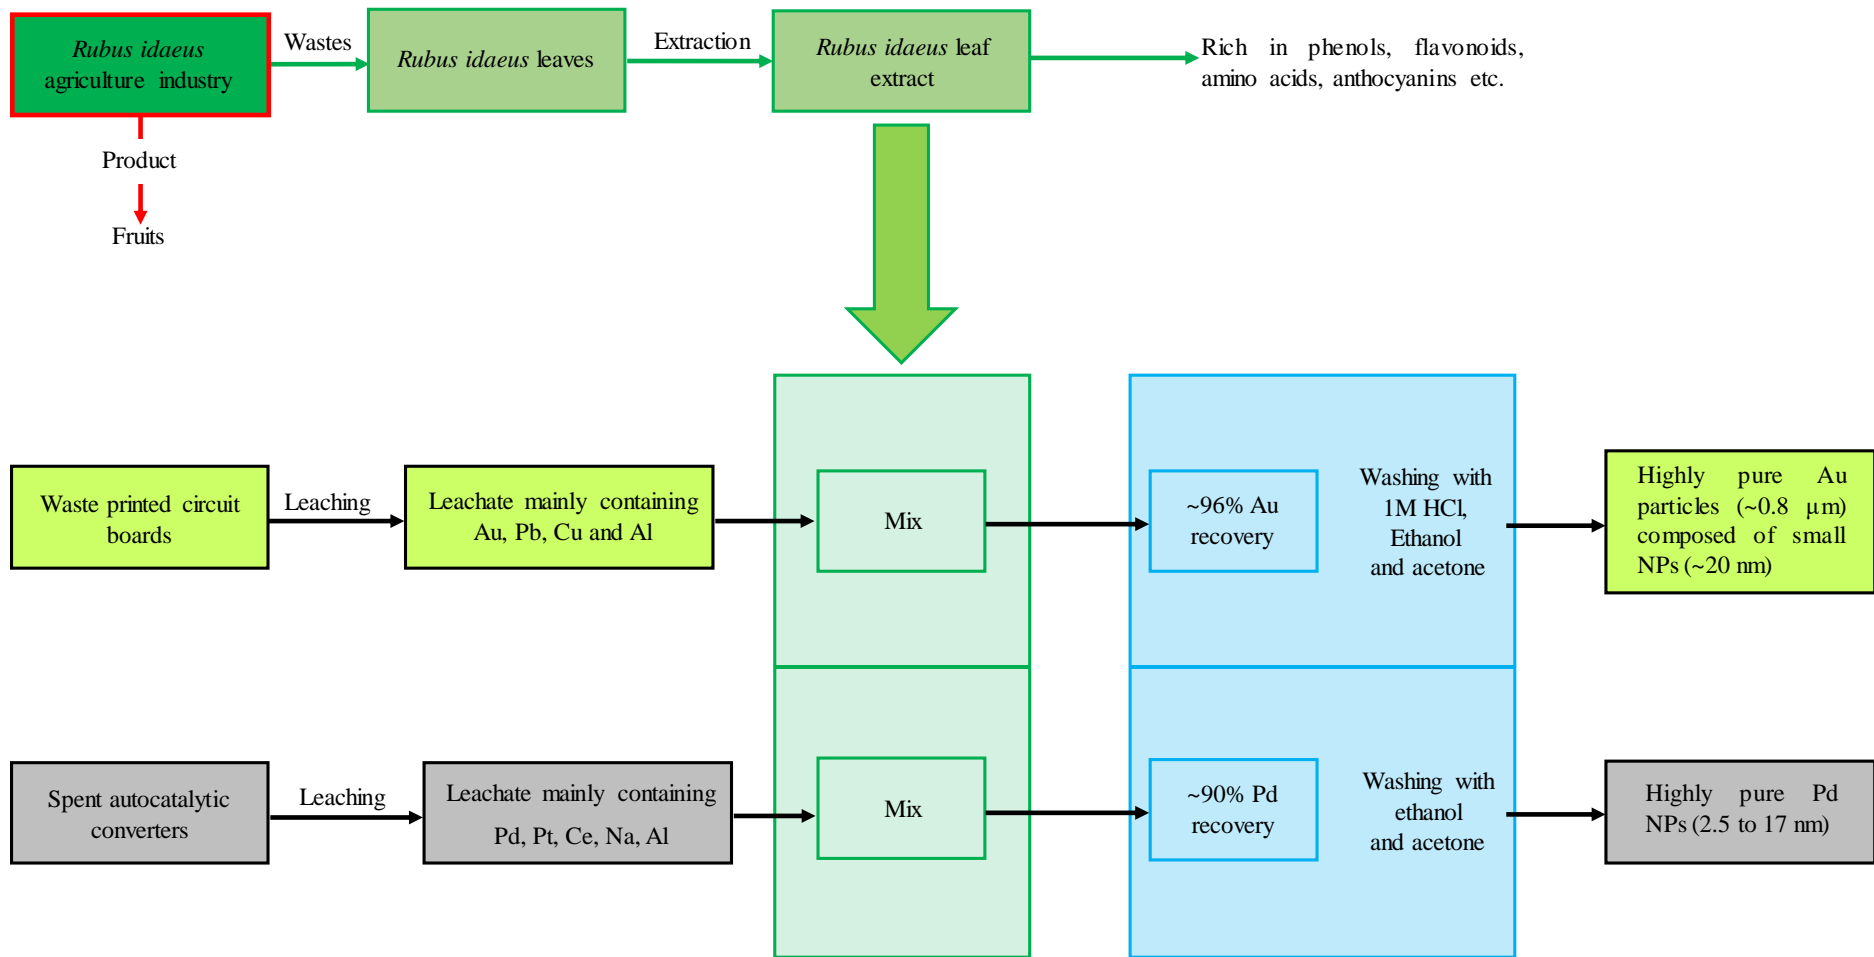 Rubus idaeus
agriculture industry
Wastes
Rubus idaeus leaves
Extraction
Rubus idaeus leaf
extract
Rich in phenols, flavonoids,
amino acids, anthocyanins etc.
Product
Fruits
Waste printed circuit
boards
Leaching
Leachate mainly containing
Au, Pb, Cu and Al
Mix
~96% Au
recovery
Washing with
1M HCl,
Ethanol
and acetone
Highly pure Au
particles (~0.8 µm)
composed of small
NPs (~20 nm)
Spent autocatalytic
converters
Leaching
Leachate mainly containing
Pd, Pt, Ce, Na, Al
Mix
~90% Pd
recovery
Washing with
ethanol
and acetone
Highly pure Pd
NPs (2.5 to 17 nm)